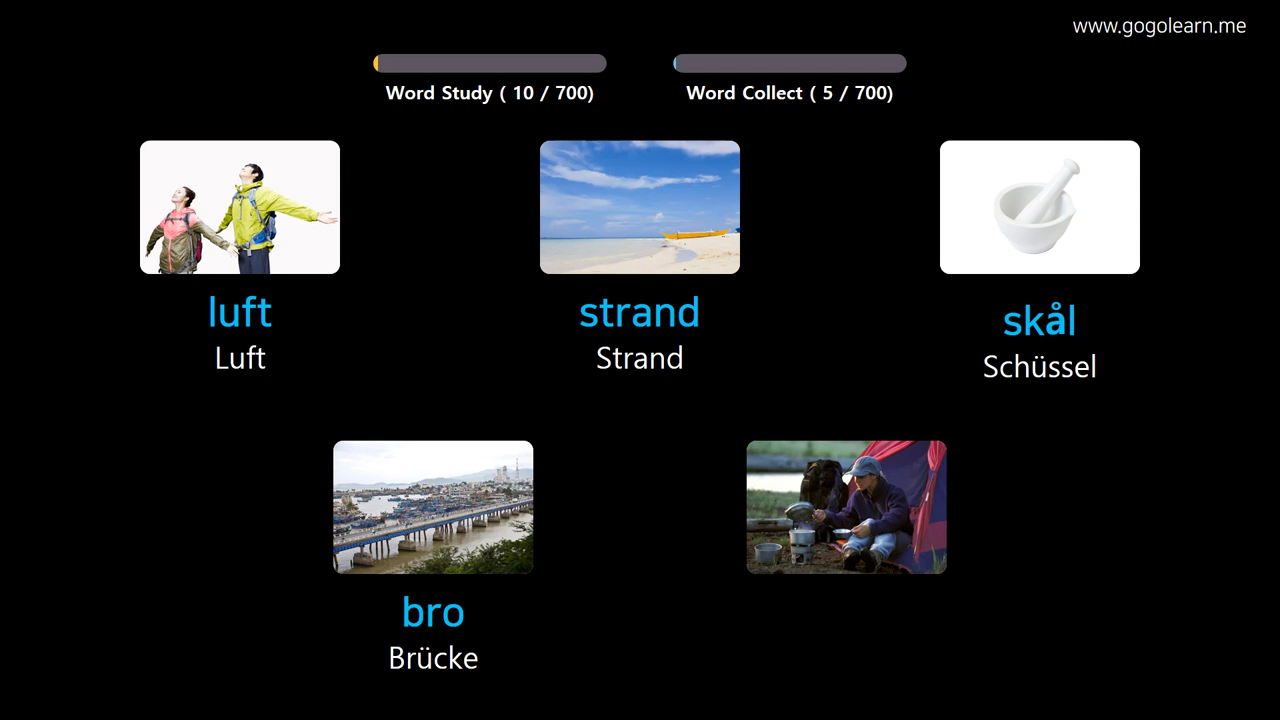 www.gogolearn.me
Word Study ( 10 / 700)
Word Collect ( 5 / 700)
luft
Luft
strand
Strand
skål
Schüssel
bro
Brücke